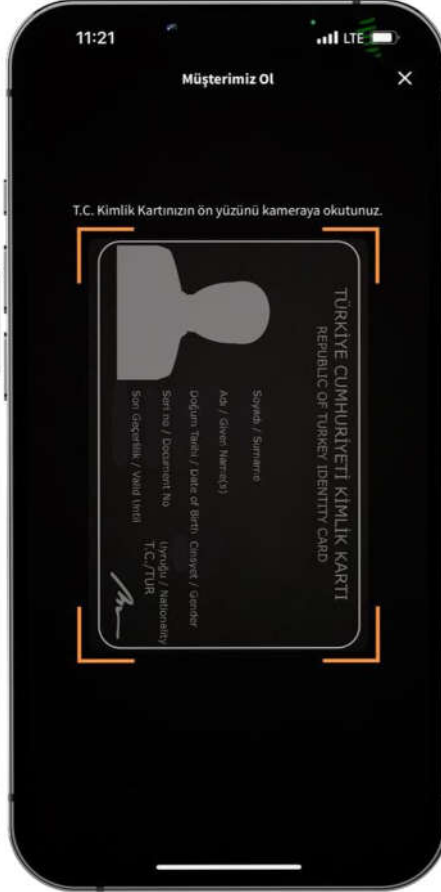 11:21
LTE
Müşterimiz Ol
T.C. Kimlik Kartınızın ön yüzünü kameraya okutunuz.
TÜRKİYE CUMHURİYETİ KİMLİK KARTI
REPUBLIC OF TURKEY IDENTITY CARD
Soyadı / Surname
Adı / Given Name(s)
Doğum Tarihi / Date of Birth Cinsiyet / Gender
Seri no / Document No Uyruğu / Nationality
T.C./TUR
Son Geçerlilik / Valid Until